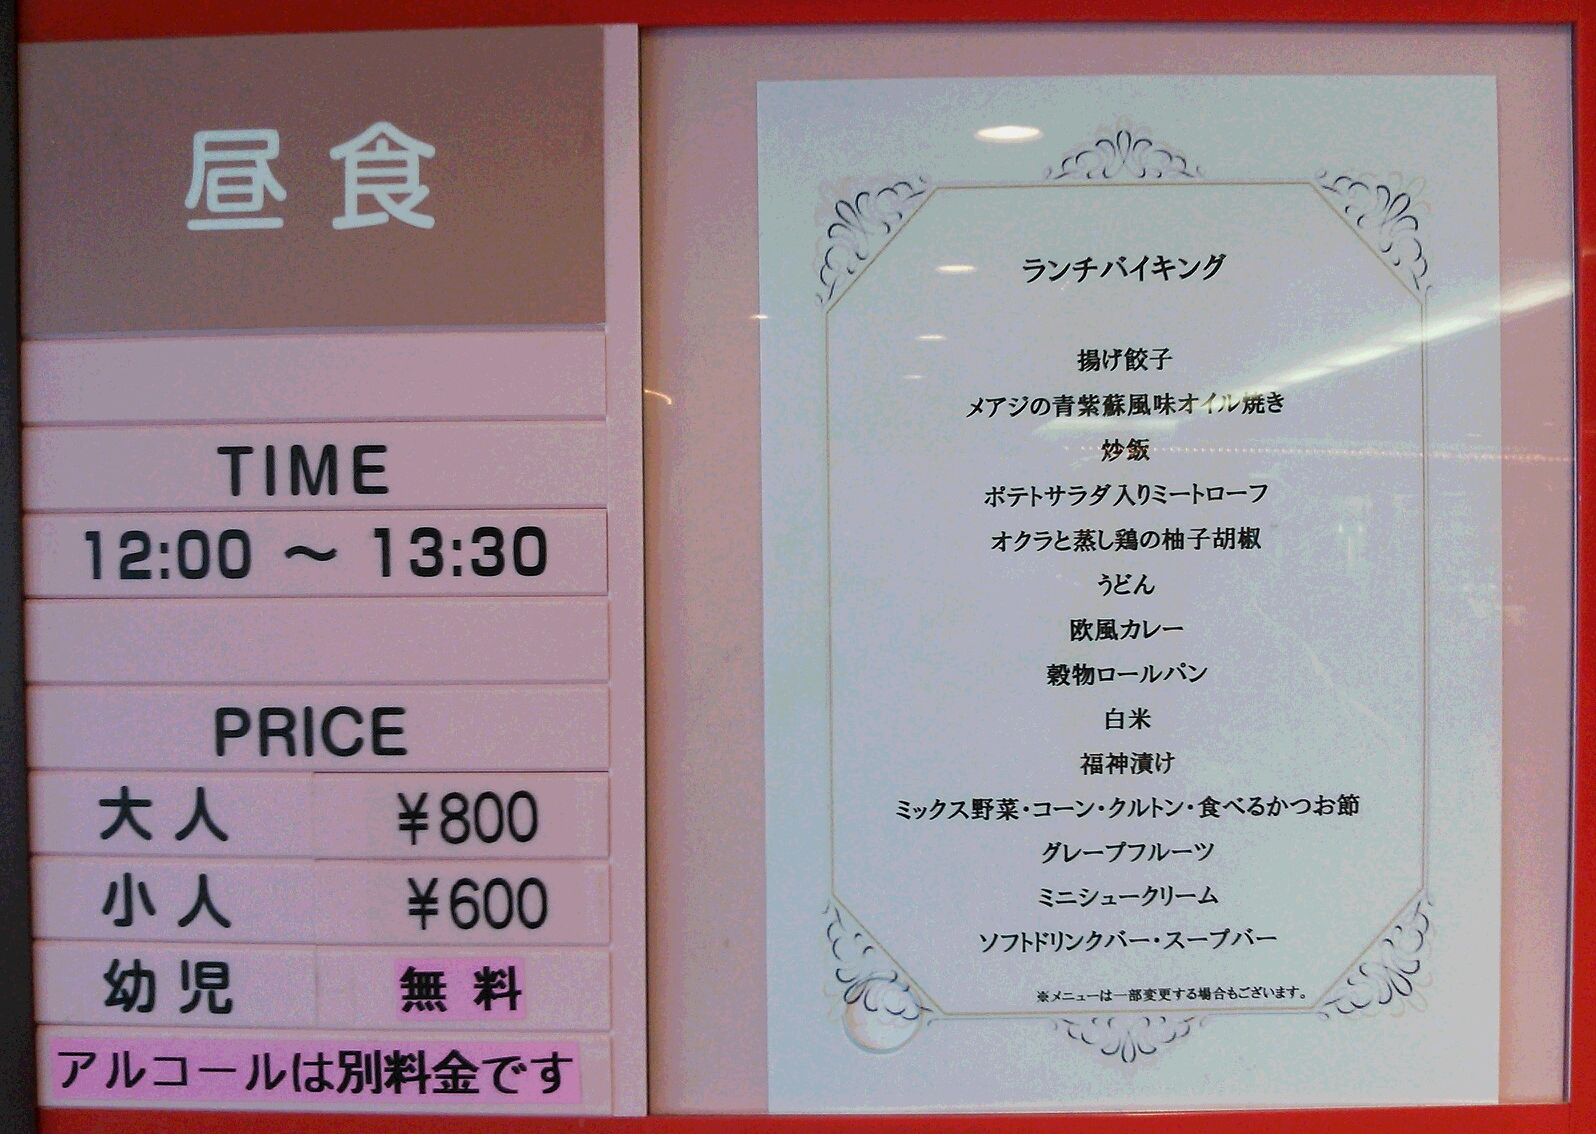 昼食
TIME
12:00 ～ 13:30
PRICE
大人 ¥800
小人 ¥600
幼児 無料
アルコールは別料金です
ランチバイキング
揚げ餃子
メアジの青紫蘇風味オイル焼き
炒飯
ポテトサラダ入りミートローフ
オクラと蒸し鶏の柚子胡椒
うどん
欧風カレー
穀物ロールパン
白米
福神漬け
ミックス野菜・コーン・クルトン・食べるかつお節
グレープフルーツ
ミニシュークリーム
ソフトドリンクバー・スープバー
※メニューは一部変更する場合もございます。